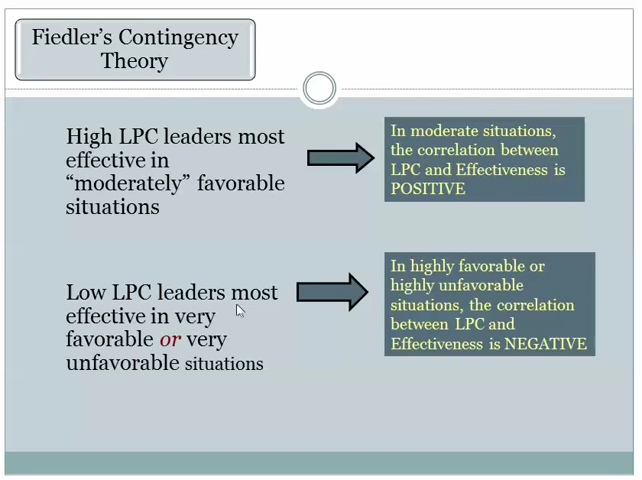 Fiedler's Contingency
Theory
High LPC leaders most
effective in
“moderately” favorable
situations
In moderate situations,
the correlation between
LPC and Effectiveness is
POSITIVE
Low LPC leaders most
effective in very
favorable or very
unfavorable situations
In highly favorable or
highly unfavorable
situations, the correlation
between LPC and
Effectiveness is NEGATIVE